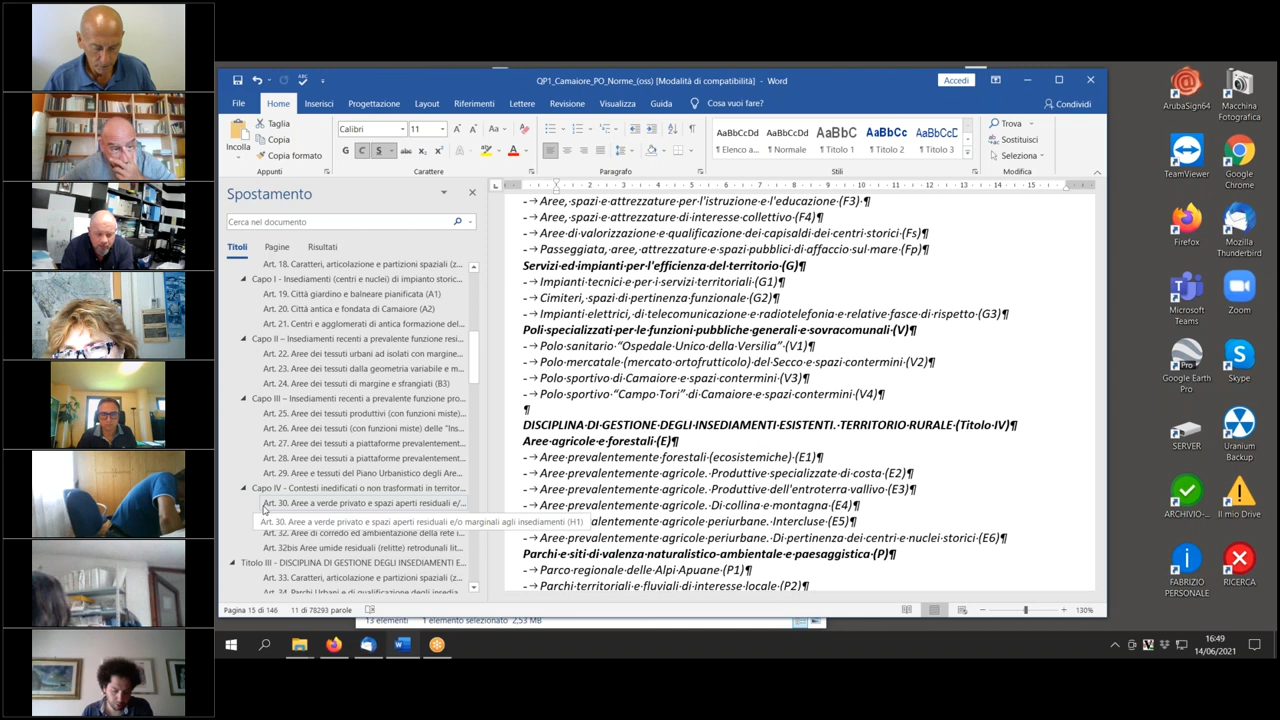 QP1_Camaiore_PO_Norme_(oss) [Modalità di compatibilità] - Word
Accedi
File Home Inserisci Progettazione Layout Riferimenti Lettere Revisione Visualizza Guida Cosa vuoi fare? Condividi
Incolla
Taglia
Copia
Copia formato
Appunti
Calibri 11
G C S abc x₂ x²
Carattere
Paragrafo
AaBbCcDd AaBbCcDd AaBbC AaBbCc AaBbC
¶ Elenco a... ¶ Normale ¶ Titolo 1 ¶ Titolo 2 ¶ Titolo 3
Stili
Trova
Sostituisci
Seleziona
Modifica
Spostamento
Cerca nel documento
Titoli Pagine Risultati
Art. 18. Caratteri, articolazione e partizioni spaziali (z...
Capo I - Insediamenti (centri e nuclei) di impianto storic...
Art. 19. Città giardino e balneare pianificata (A1)
Art. 20. Città antica e fondata di Camaiore (A2)
Art. 21. Centri e agglomerati di antica formazione del...
Capo II – Insediamenti recenti a prevalente funzione resi...
Art. 22. Aree dei tessuti urbani ad isolati con margine...
Art. 23. Aree dei tessuti dalla geometria variabile e m...
Art. 24. Aree dei tessuti di margine e sfrangiati (B3)
Capo III – Insediamenti recenti a prevalente funzione pro...
Art. 25. Aree dei tessuti produttivi (con funzioni miste)...
Art. 26. Aree dei tessuti (con funzioni miste) delle "Ins...
Art. 27. Aree dei tessuti a piattaforme prevalentement...
Art. 28. Aree dei tessuti a piattaforme prevalentement...
Art. 29. Aree e tessuti del Piano Urbanistico degli Are...
Capo IV - Contesti inedificati o non trasformati in territor...
Art. 30. Aree a verde privato e spazi aperti residuali e/...
Art. 30. Aree a verde privato e spazi aperti residuali e/o marginali agli insediamenti (H1)
Art. 32. Aree di corredo ed ambientazione della rete i...
Art. 32bis Aree umide residuali (relitte) retrodunali lit...
Titolo III - DISCIPLINA DI GESTIONE DEGLI INSEDIAMENTI E...
Art. 33. Caratteri, articolazione e partizioni spaziali (z...
Art. 34. Parchi Urbani e di qualificazione degli insedia...
- → Aree,·spazi·e·attrezzature·per·l'istruzione·e·l'educazione·(F3)·¶
- → Aree,·spazi·e·attrezzature·di·interesse·collettivo·(F4)¶
- → Aree·di·valorizzazione·e·qualificazione·dei·capisaldi·dei·centri·storici·(Fs)¶
- → Passeggiata,·aree,·attrezzature·e·spazi·pubblici·di·affaccio·sul·mare·(Fp)¶
Servizi·ed·impianti·per·l'efficienza·del·territorio·(G)¶
- → Impianti·tecnici·e·per·i·servizi·territoriali·(G1)¶
- → Cimiteri,·spazi·di·pertinenza·funzionale·(G2)¶
- → Impianti·elettrici,·di·telecomunicazione·e·radiotelefonia·e·relative·fasce·di·rispetto·(G3)¶
Poli·specializzati·per·le·funzioni·pubbliche·generali·e·sovracomunali·(V)¶
- → Polo·sanitario·“Ospedale·Unico·della·Versilia”·(V1)¶
- → Polo·mercatale·(mercato·ortofrutticolo)·del·Secco·e·spazi·contermini·(V2)¶
- → Polo·sportivo·di·Camaiore·e·spazi·contermini·(V3)¶
- → Polo·sportivo·“Campo·Tori”·di·Camaiore·e·spazi·contermini·(V4)¶
¶
DISCIPLINA·DI·GESTIONE·DEGLI·INSEDIAMENTI·ESISTENTI.·TERRITORIO·RURALE·(Titolo·IV)¶
Aree·agricole·e·forestali·(E)¶
- → Aree·prevalentemente·forestali·(ecosistemiche)·(E1)¶
- → Aree·prevalentemente·agricole.·Produttive·specializzate·di·costa·(E2)¶
- → Aree·prevalentemente·agricole.·Produttive·dell'entroterra·vallivo·(E3)¶
- → Aree·prevalentemente·agricole.·Di·collina·e·montagna·(E4)¶
prevalentemente·agricole·periurbane.·Intercluse·(E5)¶
- → Aree·prevalentemente·agricole·periurbane.·Di·pertinenza·dei·centri·e·nuclei·storici·(E6)¶
Parchi·e·siti·di·valenza·naturalistico-ambientale·e·paesaggistica·(P)¶
- → Parco·regionale·delle·Alpi·Apuane·(P1)¶
- → Parchi·territoriali·e·fluviali·di·interesse·locale·(P2)¶
Pagina 15 di 146 11 di 78293 parole 130%
13 elementi 1 elemento selezionato 2,53 MB
ArubaSign64
Macchina Fotografica
TeamViewer
Google Chrome
Firefox
Mozilla Thunderbird
Microsoft Teams
Zoom
Google Earth Pro
Skype
SERVER
Uranium Backup
ARCHIVIO-...
Il mio Drive
FABRIZIO PERSONALE
RICERCA
16:49
14/06/2021